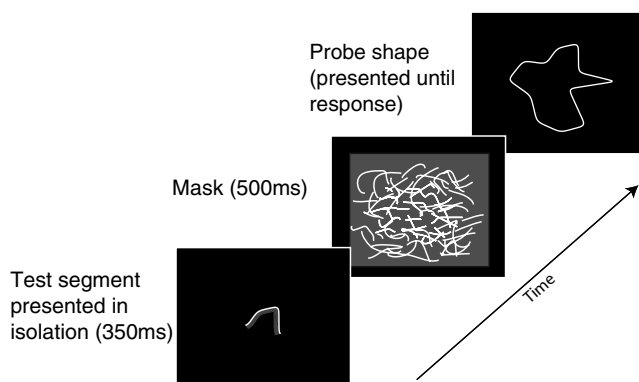 Probe shape
(presented until
response)
Mask (500ms)
Test segment
presented in
isolation (350ms)
Time